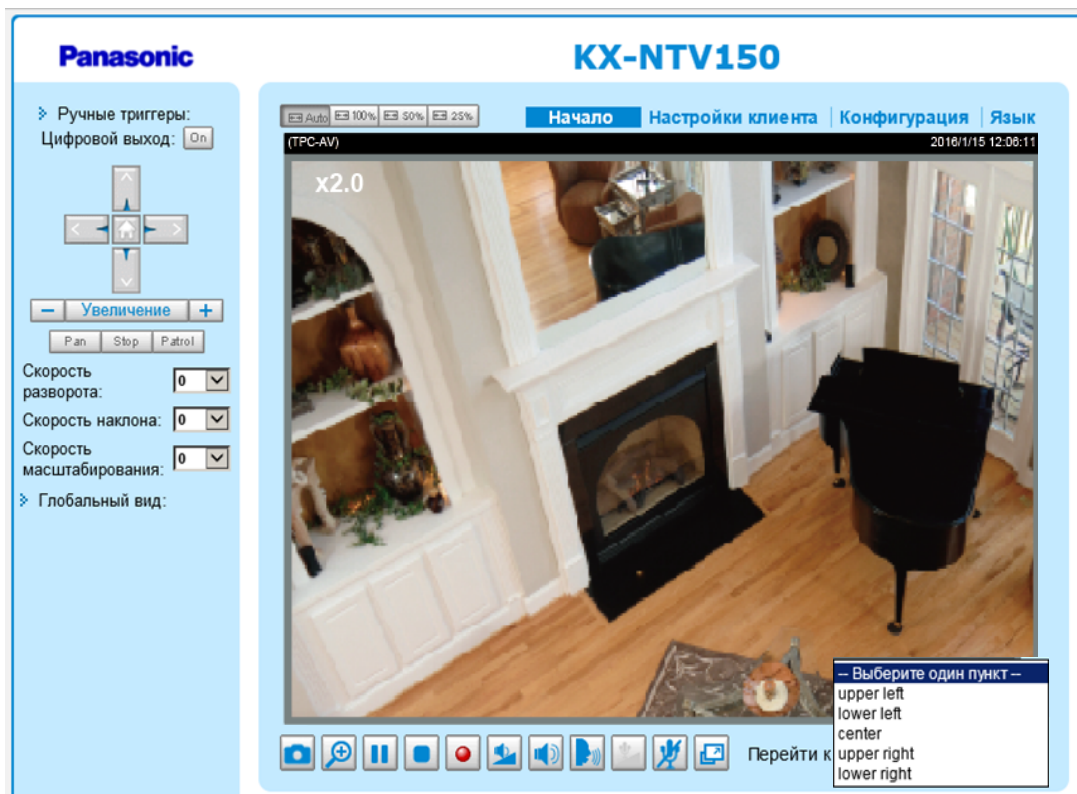 Panasonic
KX-NTV150
Ручные триггеры:
Цифровой выход: On
− Увеличение +
Pan Stop Patrol
Скорость
разворота: 0
Скорость наклона: 0
Скорость
масштабирования: 0
Глобальный вид:
Auto 100% 50% 25%
Начало Настройки клиента Конфигурация Язык
(TPC-AV) 2016/1/15 12:06:11
x2.0
Перейти к
-- Выберите один пункт --
upper left
lower left
center
upper right
lower right